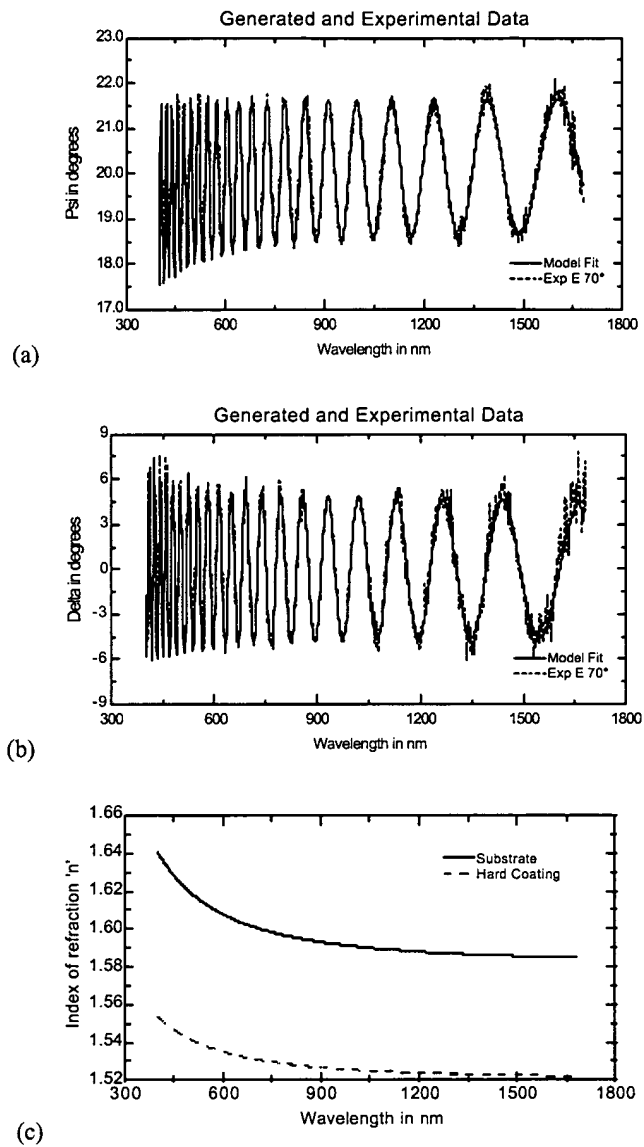 Generated and Experimental Data
23.0
22.0
21.0
20.0
19.0
18.0
17.0
Psi in degrees
Model Fit
Exp E 70°
300 600 900 1200 1500 1800
Wavelength in nm
(a)
Generated and Experimental Data
9
6
3
0
-3
-6
-9
Delta in degrees
Model Fit
Exp E 70°
300 600 900 1200 1500 1800
Wavelength in nm
(b)
1.66
1.64
1.62
1.60
1.58
1.56
1.54
1.52
Index of refraction 'n'
Substrate
Hard Coating
300 600 900 1200 1500 1800
Wavelength in nm
(c)